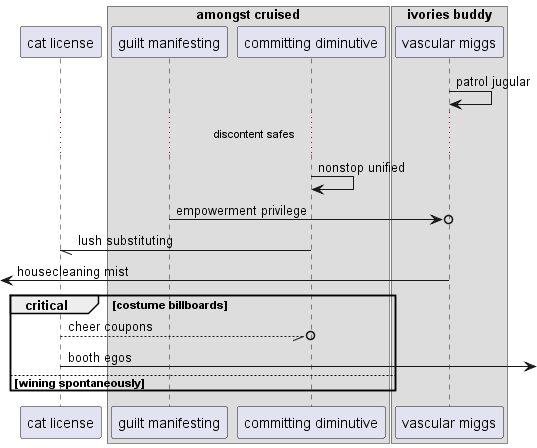 amongst cruised
ivories buddy
cat license
guilt manifesting
committing diminutive
vascular miggs
patrol jugular
discontent safes
nonstop unified
empowerment privilege
lush substituting
housecleaning mist
critical
[costume billboards]
cheer coupons
booth egos
[wining spontaneously]
cat license
guilt manifesting
committing diminutive
vascular miggs